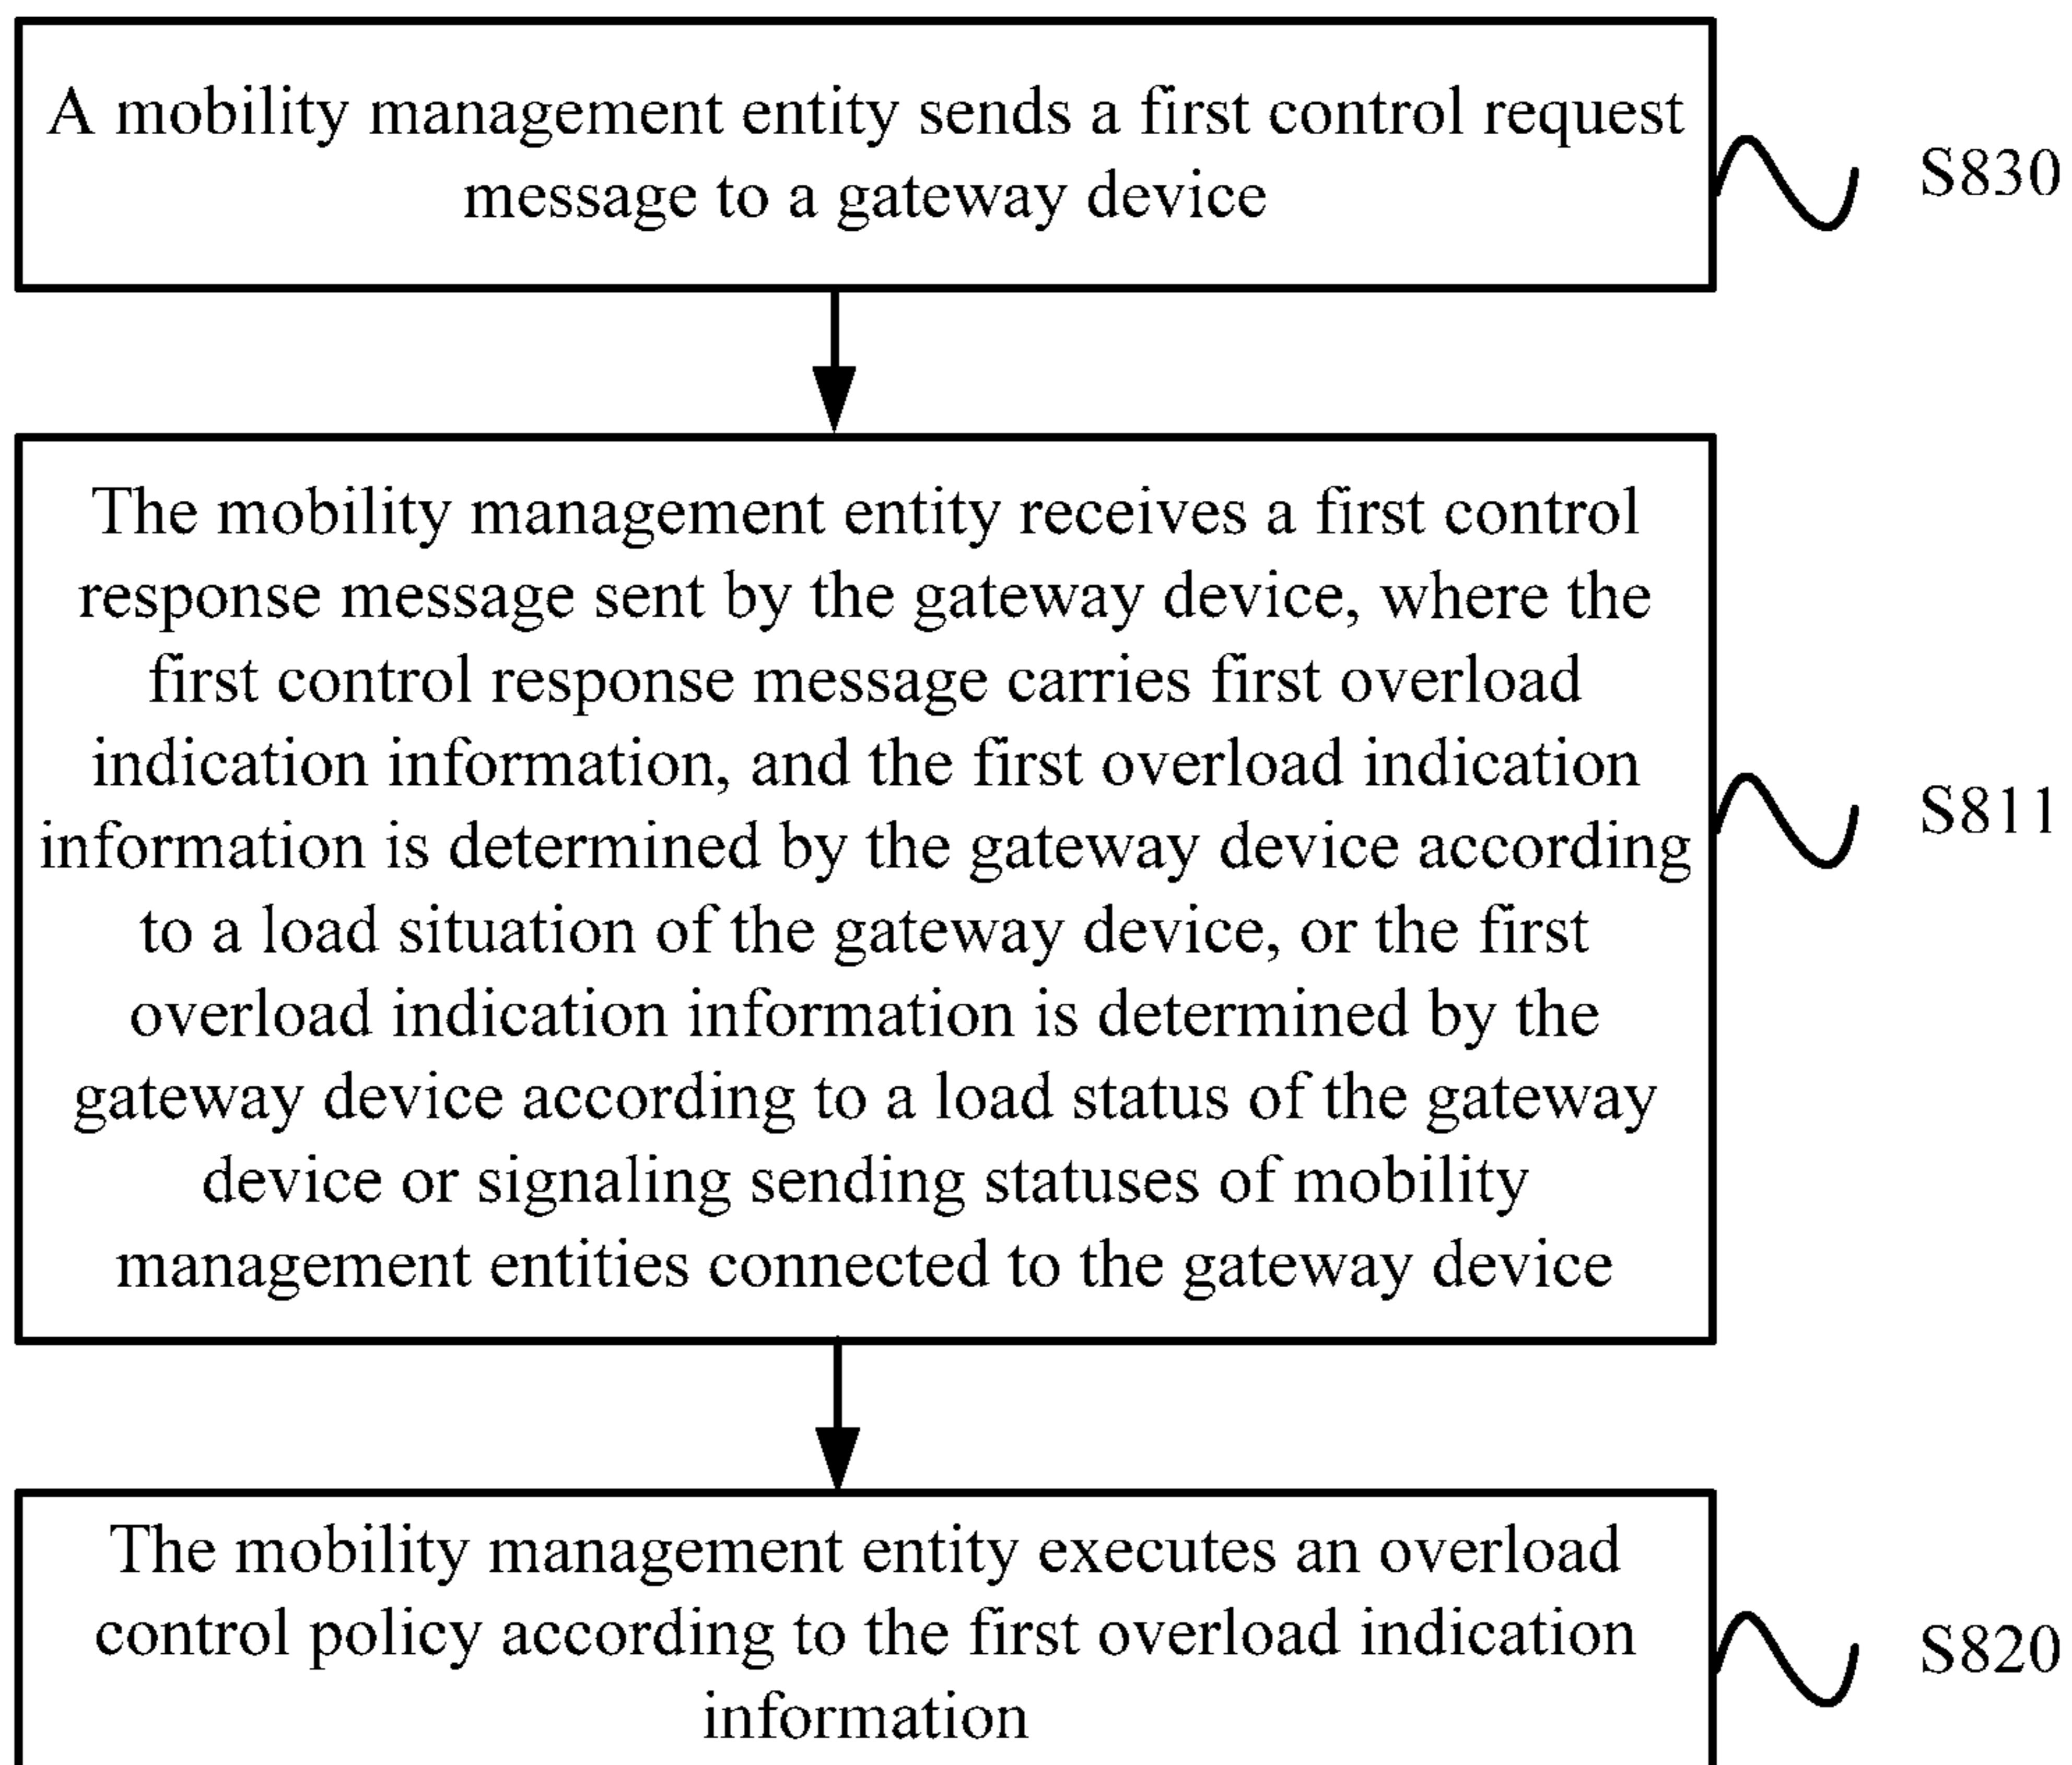 A mobility management entity sends a first control request
message to a gateway device
S830
The mobility management entity receives a first control
response message sent by the gateway device, where the
first control response message carries first overload
indication information, and the first overload indication
information is determined by the gateway device according
to a load situation of the gateway device, or the first
overload indication information is determined by the
gateway device according to a load status of the gateway
device or signaling sending statuses of mobility
management entities connected to the gateway device
S811
The mobility management entity executes an overload
control policy according to the first overload indication
information
S820